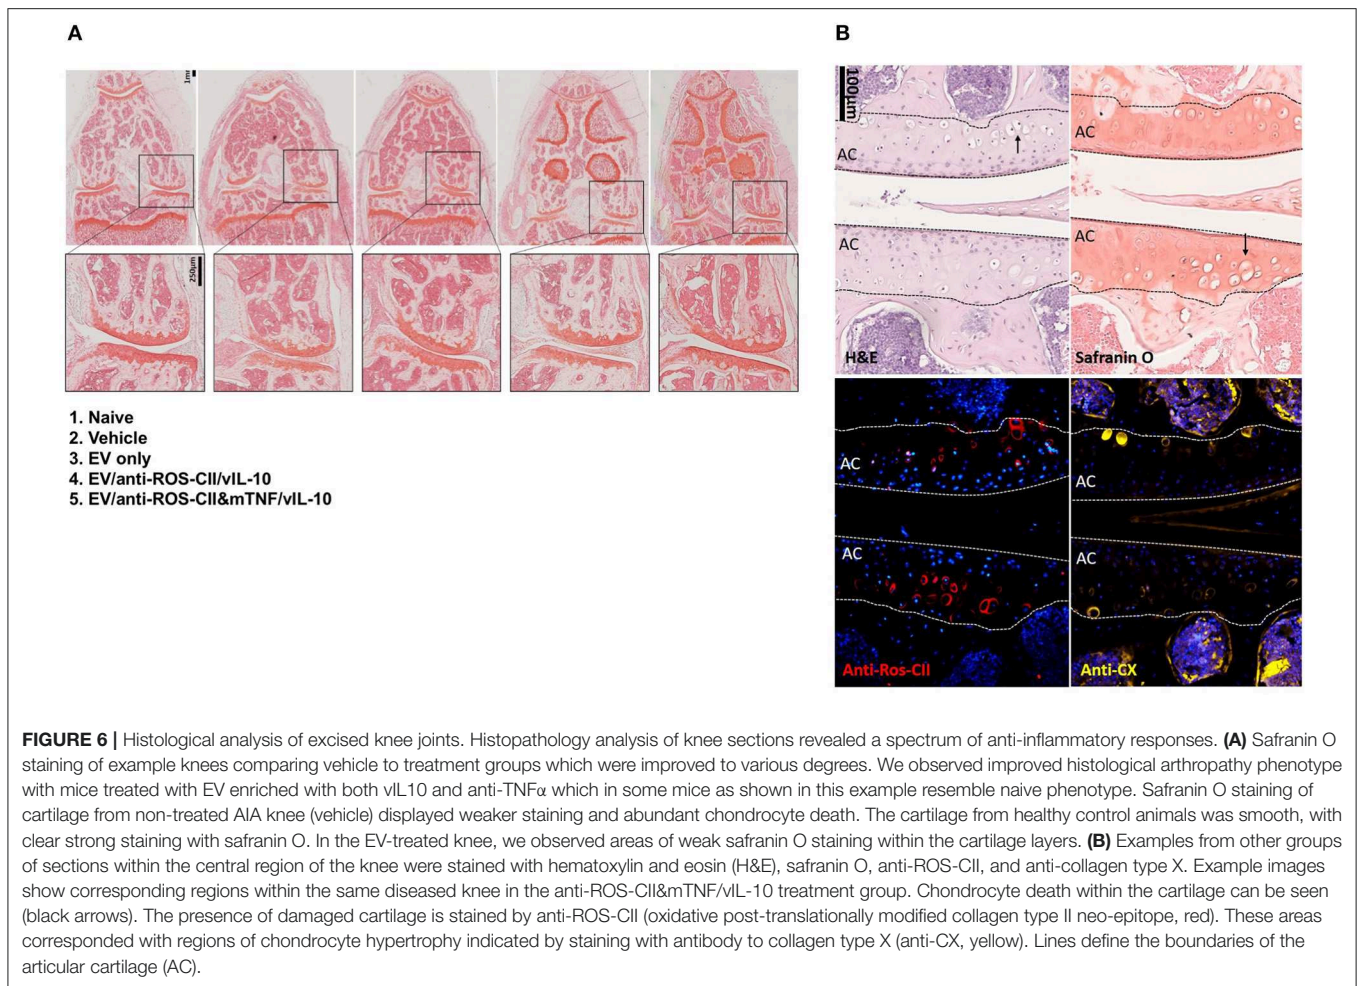 A
B
1mm
250µm
1. Naive
2. Vehicle
3. EV only
4. EV/anti-ROS-CII/vIL-10
5. EV/anti-ROS-CII&mTNF/vIL-10
100µm
AC
AC
H&E
AC
AC
Safranin O
AC
AC
Anti-Ros-CII
AC
AC
Anti-CX
FIGURE 6 | Histological analysis of excised knee joints. Histopathology analysis of knee sections revealed a spectrum of anti-inflammatory responses. (A) Safranin O
staining of example knees comparing vehicle to treatment groups which were improved to various degrees. We observed improved histological arthropathy phenotype
with mice treated with EV enriched with both vIL10 and anti-TNFα which in some mice as shown in this example resemble naive phenotype. Safranin O staining of
cartilage from non-treated AIA knee (vehicle) displayed weaker staining and abundant chondrocyte death. The cartilage from healthy control animals was smooth, with
clear strong staining with safranin O. In the EV-treated knee, we observed areas of weak safranin O staining within the cartilage layers. (B) Examples from other groups
of sections within the central region of the knee were stained with hematoxylin and eosin (H&E), safranin O, anti-ROS-CII, and anti-collagen type X. Example images
show corresponding regions within the same diseased knee in the anti-ROS-CII&mTNF/vIL-10 treatment group. Chondrocyte death within the cartilage can be seen
(black arrows). The presence of damaged cartilage is stained by anti-ROS-CII (oxidative post-translationally modified collagen type II neo-epitope, red). These areas
corresponded with regions of chondrocyte hypertrophy indicated by staining with antibody to collagen type X (anti-CX, yellow). Lines define the boundaries of the
articular cartilage (AC).